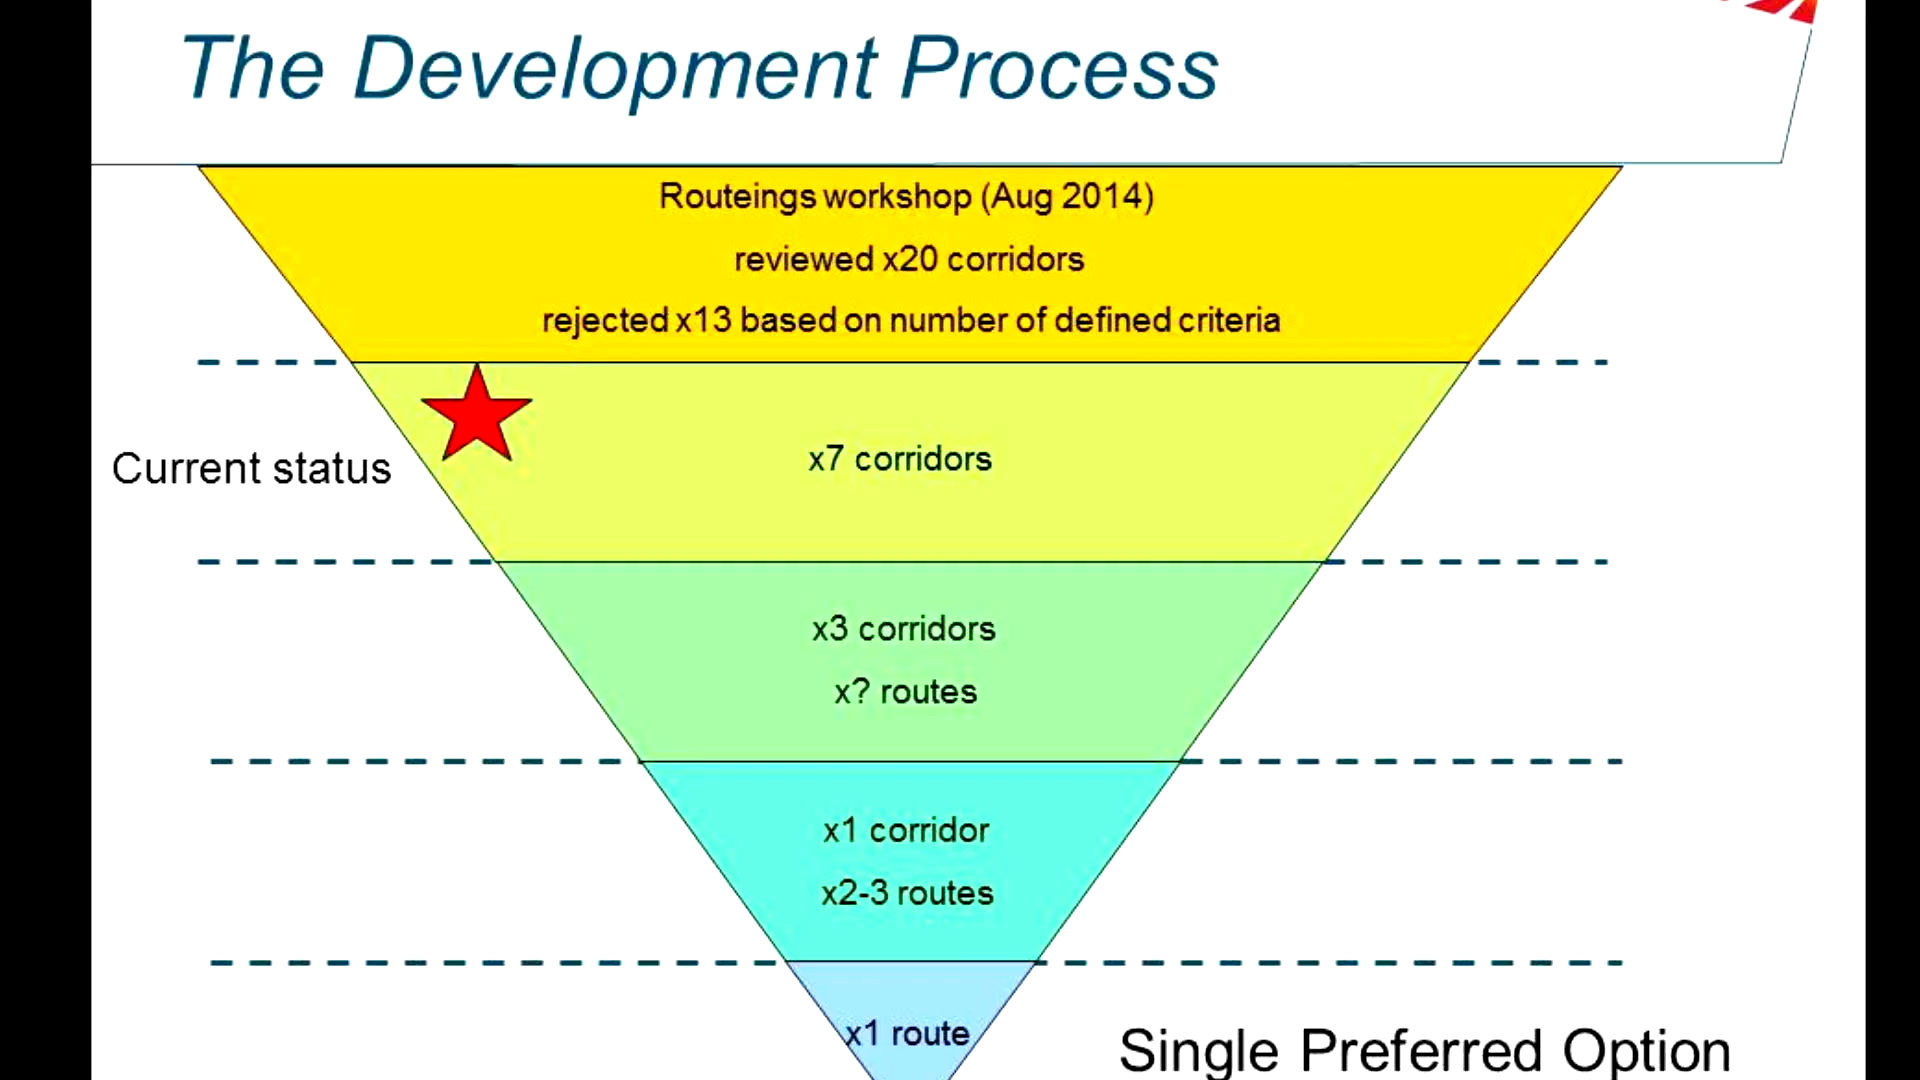 The Development Process
Routeings workshop (Aug 2014)
reviewed x20 corridors
rejected x13 based on number of defined criteria
Current status
x7 corridors
x3 corridors
x? routes
x1 corridor
x2-3 routes
x1 route
Single Preferred Option